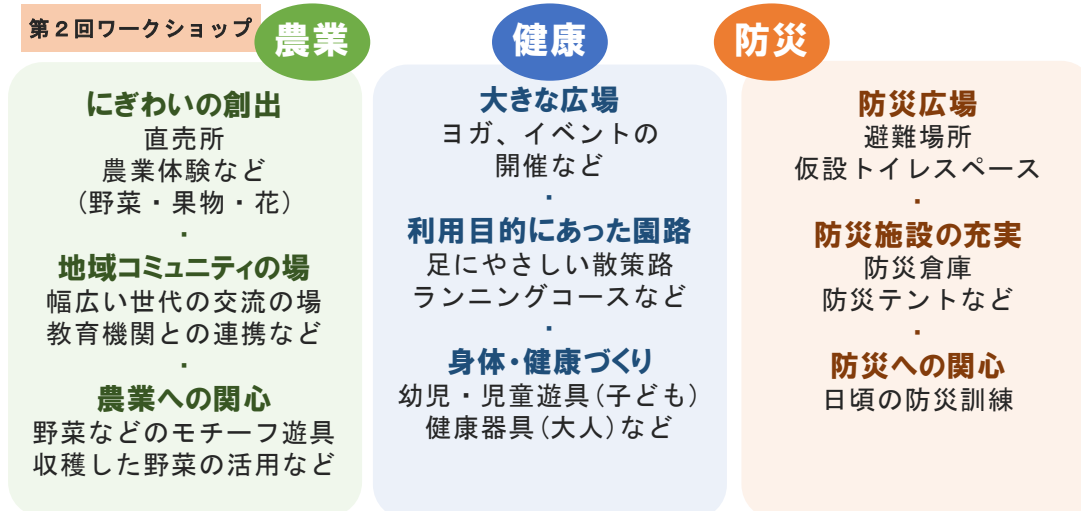 第2回ワークショップ
農業
にぎわいの創出
直売所
農業体験など
(野菜・果物・花)
・
地域コミュニティの場
幅広い世代の交流の場
教育機関との連携など
・
農業への関心
野菜などのモチーフ遊具
収穫した野菜の活用など
健康
大きな広場
ヨガ、イベントの
開催など
・
利用目的にあった園路
足にやさしい散策路
ランニングコースなど
・
身体・健康づくり
幼児・児童遊具(子ども)
健康器具(大人)など
防災
防災広場
避難場所
仮設トイレスペース
・
防災施設の充実
防災倉庫
防災テントなど
・
防災への関心
日頃の防災訓練